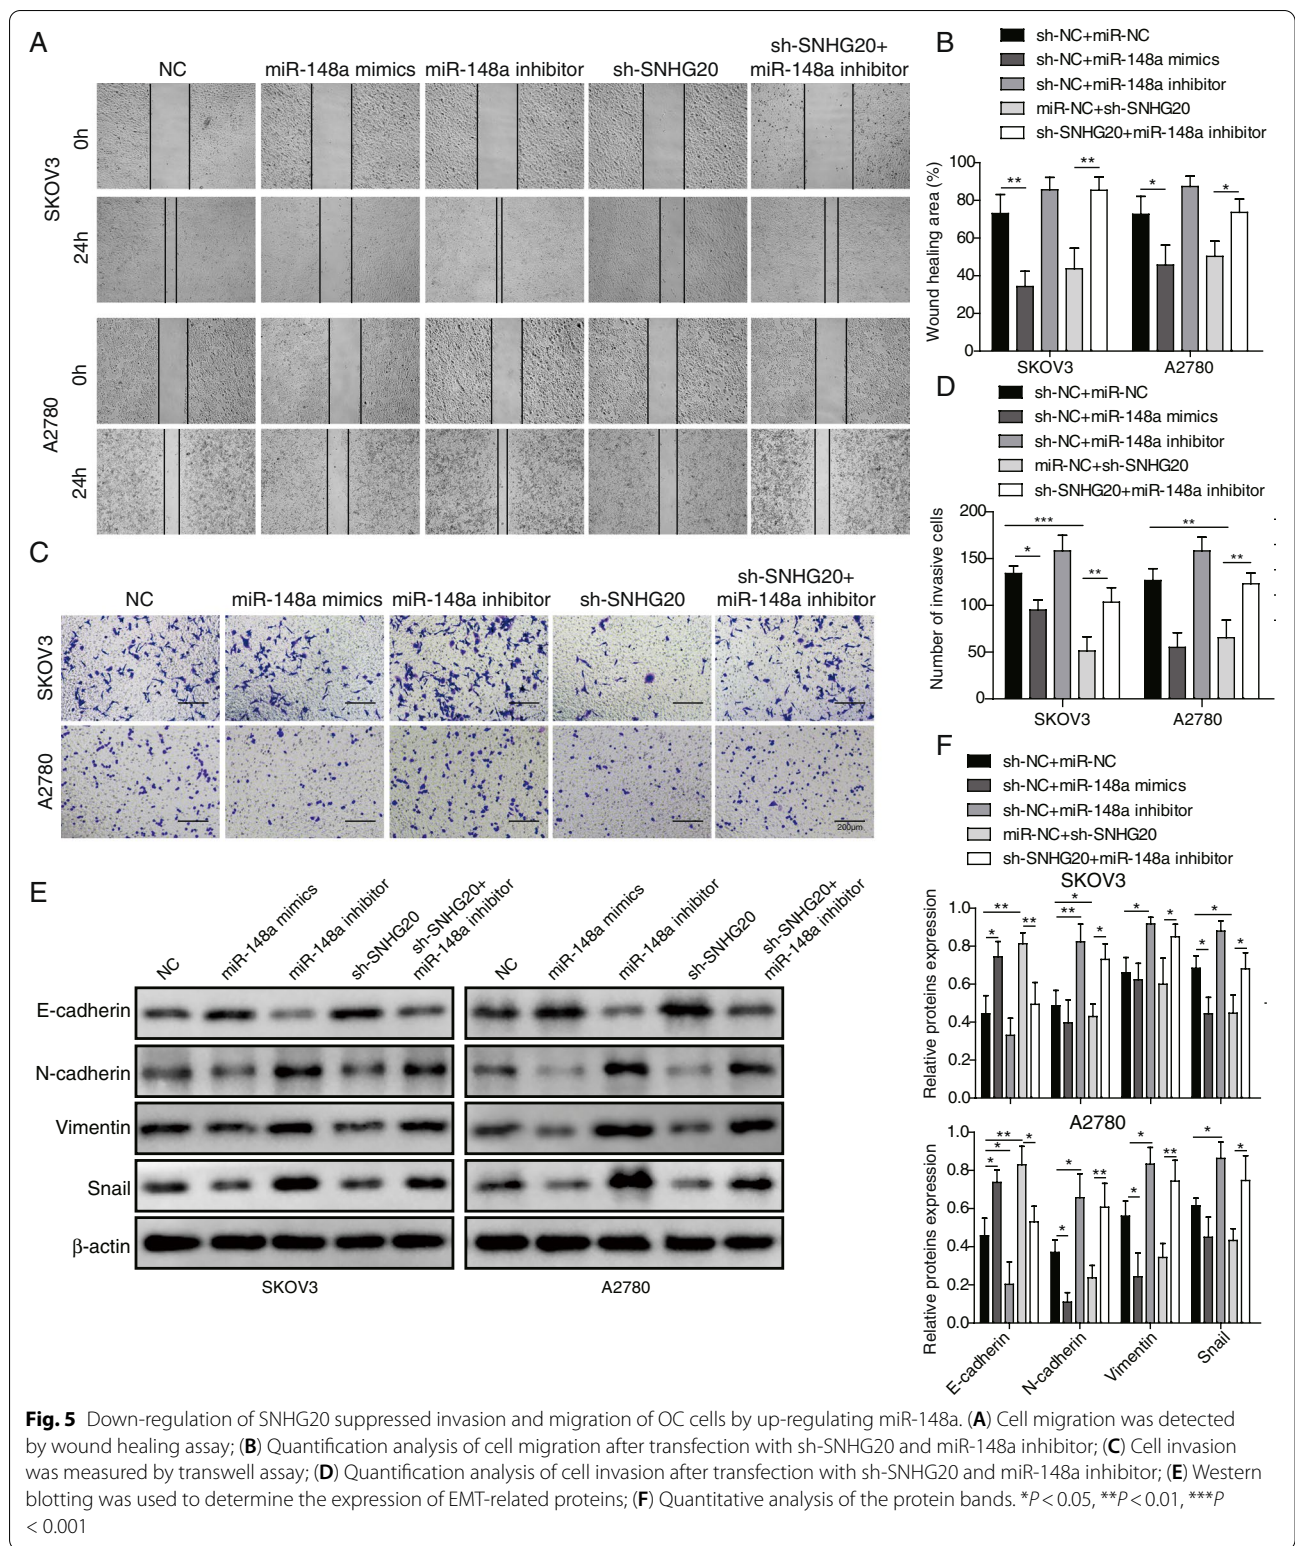 A
NC
miR-148a mimics
miR-148a inhibitor
sh-SNHG20
sh-SNHG20+
miR-148a inhibitor
SKOV3
0h
24h
A2780
0h
24h
B
sh-NC+miR-NC
sh-NC+miR-148a mimics
sh-NC+miR-148a inhibitor
miR-NC+sh-SNHG20
sh-SNHG20+miR-148a inhibitor
Wound healing area (%)
100
80
60
40
20
0
**
**
*
*
SKOV3
A2780
C
NC
miR-148a mimics
miR-148a inhibitor
sh-SNHG20
sh-SNHG20+
miR-148a inhibitor
SKOV3
A2780
200μm
D
sh-NC+miR-NC
sh-NC+miR-148a mimics
sh-NC+miR-148a inhibitor
miR-NC+sh-SNHG20
sh-SNHG20+miR-148a inhibitor
Number of invasive cells
200
150
100
50
0
***
*
**
**
**
SKOV3
A2780
E
NC
miR-148a mimics
miR-148a inhibitor
sh-SNHG20
sh-SNHG20+
miR-148a inhibitor
NC
miR-148a mimics
miR-148a inhibitor
sh-SNHG20
sh-SNHG20+
miR-148a inhibitor
E-cadherin
N-cadherin
Vimentin
Snail
β-actin
SKOV3
A2780
F
sh-NC+miR-NC
sh-NC+miR-148a mimics
sh-NC+miR-148a inhibitor
miR-NC+sh-SNHG20
sh-SNHG20+miR-148a inhibitor
SKOV3
Relative proteins expression
1.0
0.8
0.6
0.4
0.2
0.0
**
*
**
*
**
*
*
*
*
*
*
A2780
Relative proteins expression
1.0
0.8
0.6
0.4
0.2
0.0
**
*
*
*
*
*
**
*
*
**
*
*
E-cadherin
N-cadherin
Vimentin
Snail
Fig. 5 Down-regulation of SNHG20 suppressed invasion and migration of OC cells by up-regulating miR-148a. (A) Cell migration was detected
by wound healing assay; (B) Quantification analysis of cell migration after transfection with sh-SNHG20 and miR-148a inhibitor; (C) Cell invasion
was measured by transwell assay; (D) Quantification analysis of cell invasion after transfection with sh-SNHG20 and miR-148a inhibitor; (E) Western
blotting was used to determine the expression of EMT-related proteins; (F) Quantitative analysis of the protein bands. *P < 0.05, **P < 0.01, ***P
< 0.001